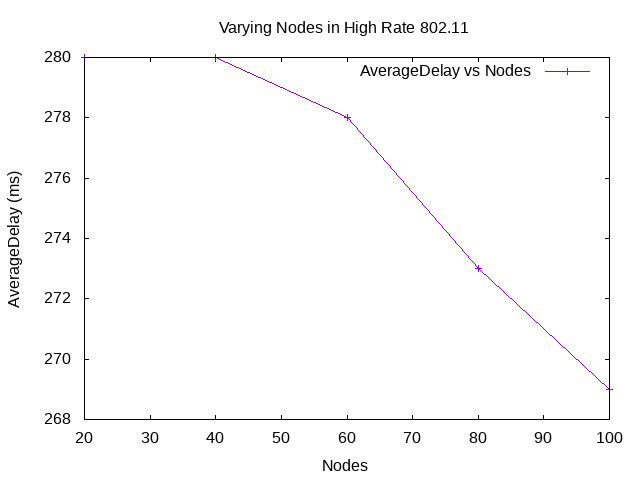 Varying Nodes in High Rate 802.11
AverageDelay vs Nodes
280
278
276
274
272
270
268
AverageDelay (ms)
20 30 40 50 60 70 80 90 100
Nodes